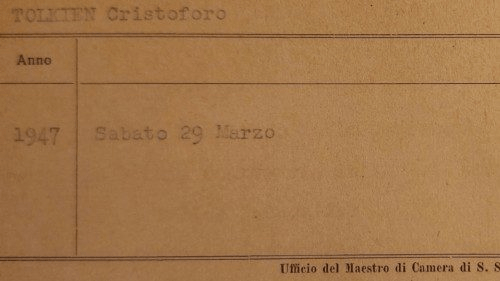 TOLKIEN Cristoforo
Anno
1947 Sabato 29 Marzo
Ufficio del Maestro di Camera di S. S